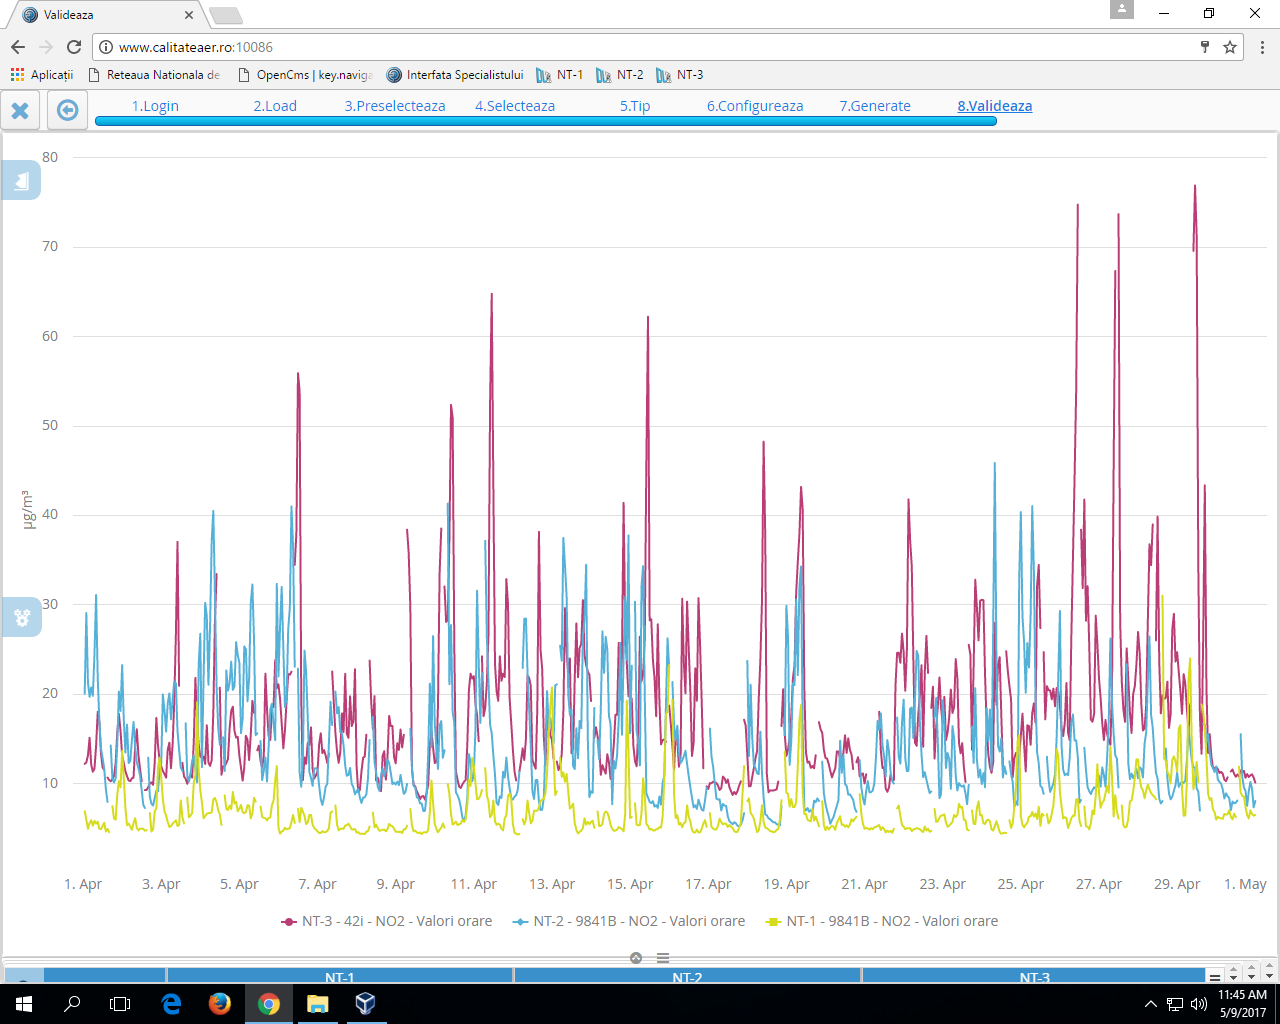 Valideaza
www.calitateaer.ro:10086
Aplicații
Reteaua Nationala de
OpenCms | key.naviga
Interfata Specialistului
NT-1
NT-2
NT-3
1.Login
2.Load
3.Preselecteaza
4.Selecteaza
5.Tip
6.Configureaza
7.Generate
8.Valideaza
80
70
60
50
40
30
20
10
µg/m³
1. Apr
3. Apr
5. Apr
7. Apr
9. Apr
11. Apr
13. Apr
15. Apr
17. Apr
19. Apr
21. Apr
23. Apr
25. Apr
27. Apr
29. Apr
1. May
NT-3 - 42i - NO2 - Valori orare
NT-2 - 9841B - NO2 - Valori orare
NT-1 - 9841B - NO2 - Valori orare
NT-1
NT-2
NT-3
11:45 AM
5/9/2017